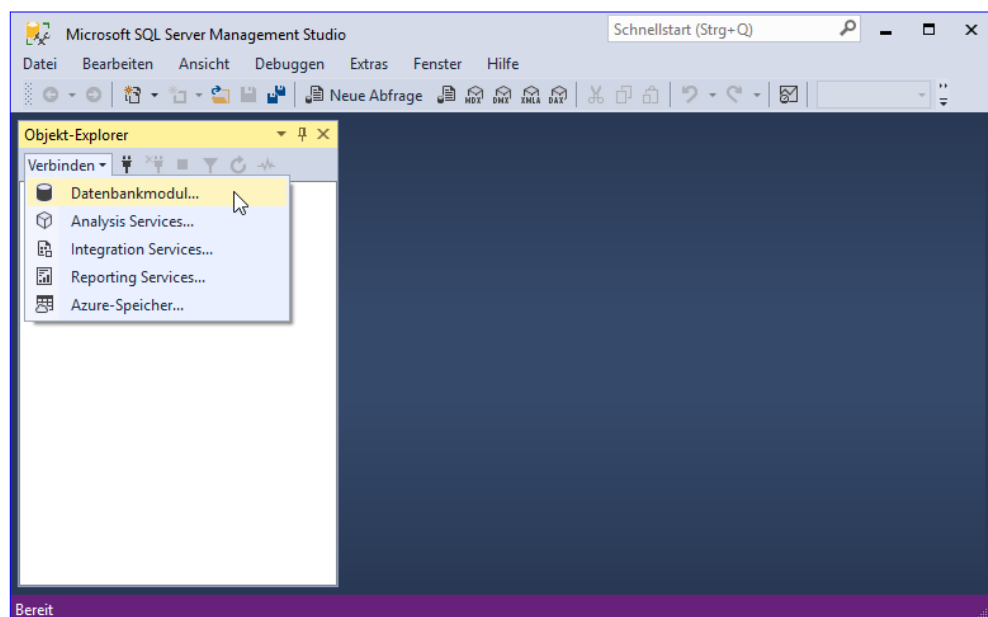 Microsoft SQL Server Management Studio
Schnellstart (Strg+Q)
Datei Bearbeiten Ansicht Debuggen Extras Fenster Hilfe
Neue Abfrage MDX DMX XMLA DAX
Objekt-Explorer
Verbinden
Datenbankmodul...
Analysis Services...
Integration Services...
Reporting Services...
Azure-Speicher...
Bereit